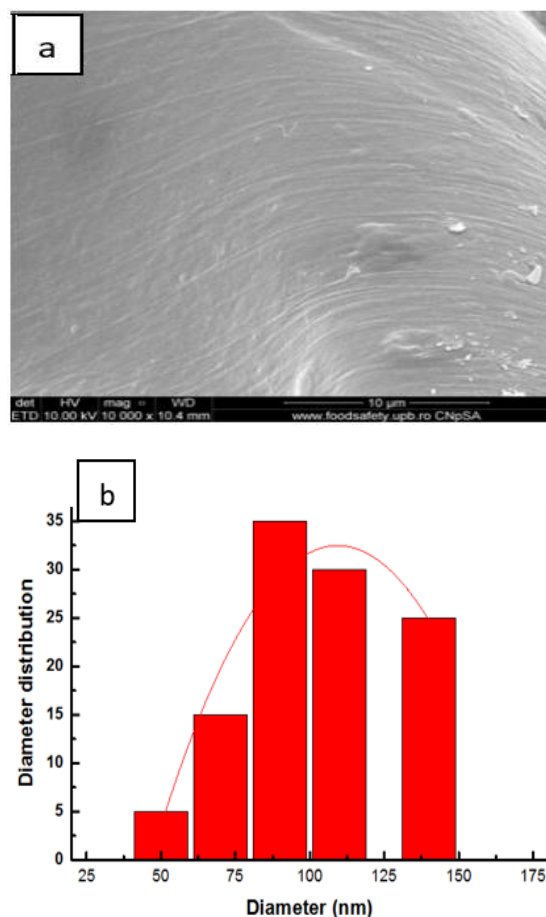 a
det HV mag WD 10 µm
ETD 10.00 kV 10 000 x 10.4 mm www.foodsafety.upb.ro CNpSA
b
35
30
25
20
15
10
5
0
25 50 75 100 125 150 175
Diameter distribution
Diameter (nm)